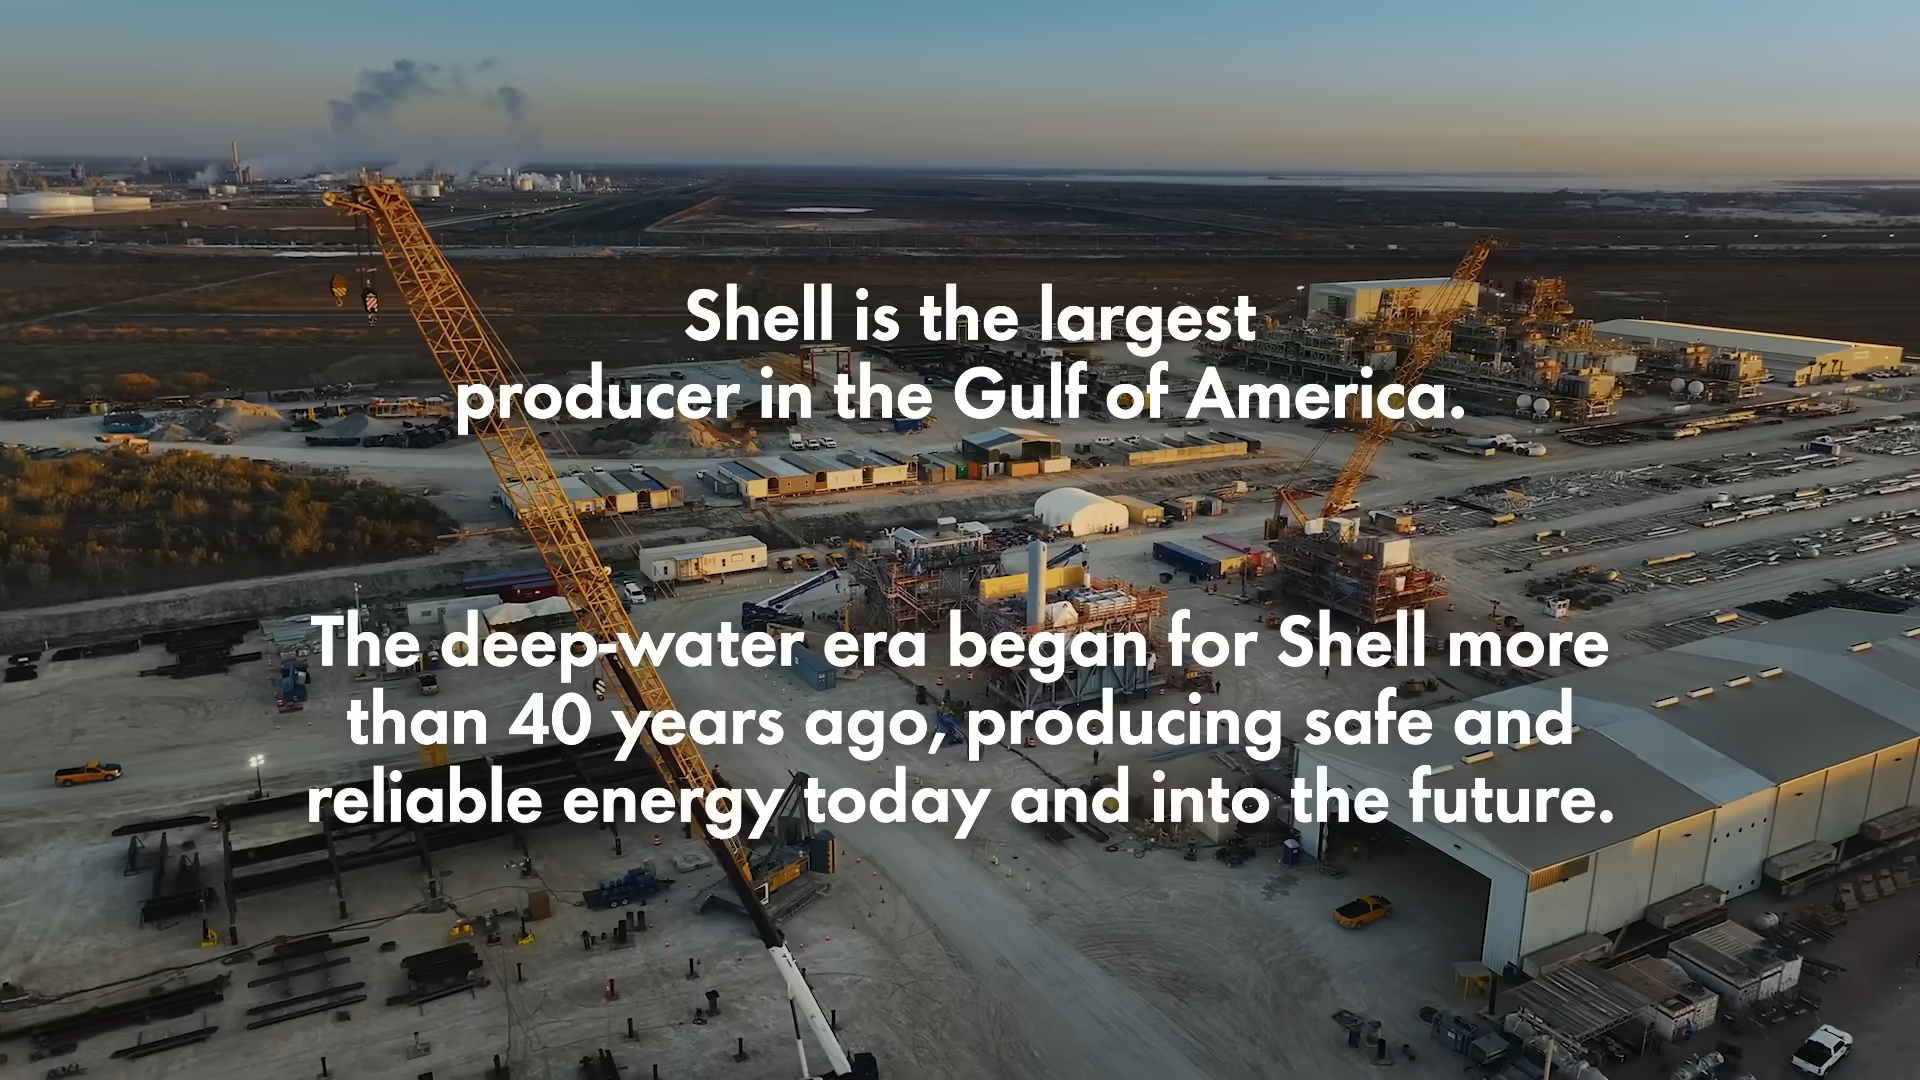 Shell is the largest
producer in the Gulf of America.
The deep-water era began for Shell more
than 40 years ago, producing safe and
reliable energy today and into the future.